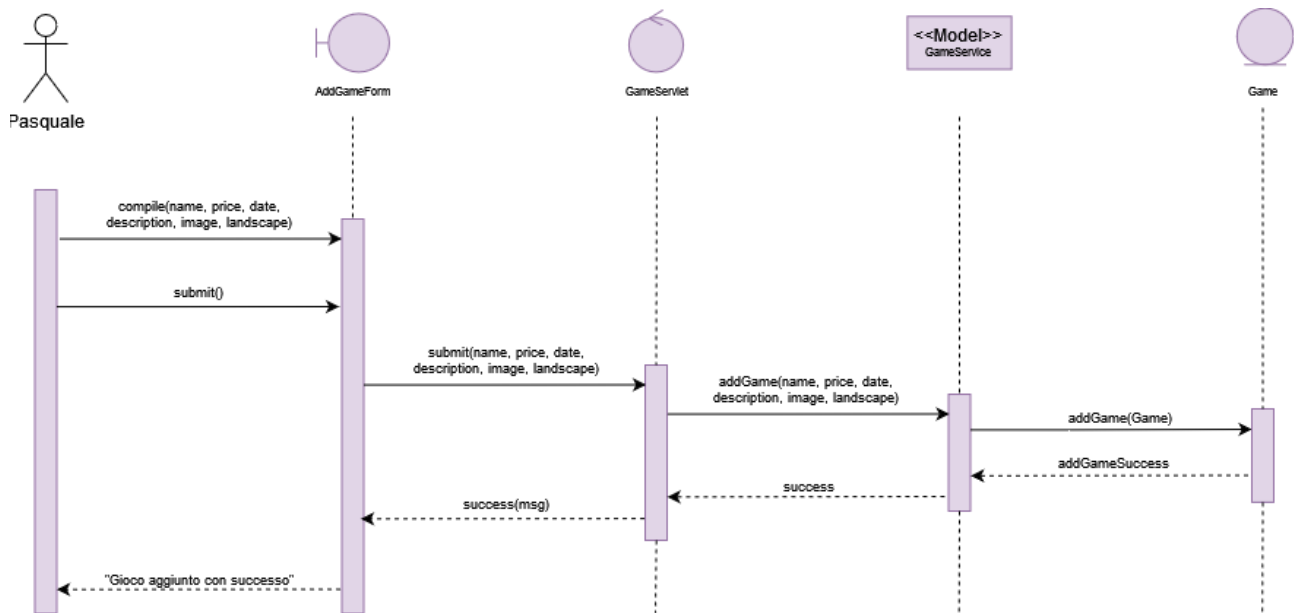 <<Model>>
GameService
AddGameForm
GameServlet
Game
Pasquale
compile(name, price, date,
description, image, landscape)
submit()
submit(name, price, date,
description, image, landscape)
addGame(name, price, date,
description, image, landscape)
addGame(Game)
addGameSuccess
success
success(msg)
"Gioco aggiunto con successo"